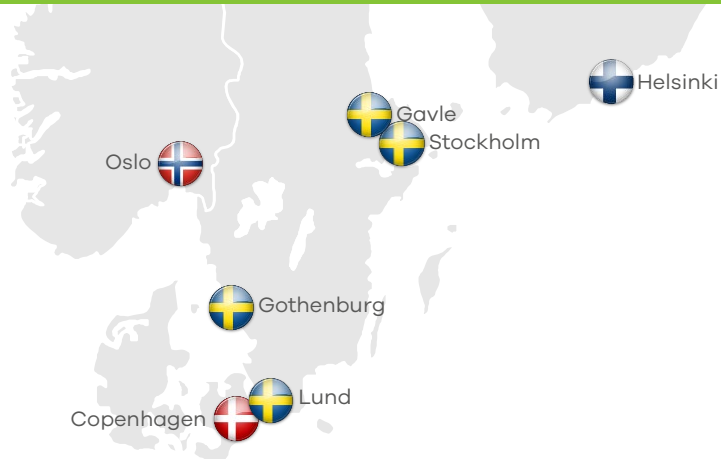 Helsinki
Gavle
Stockholm
Oslo
Gothenburg
Lund
Copenhagen